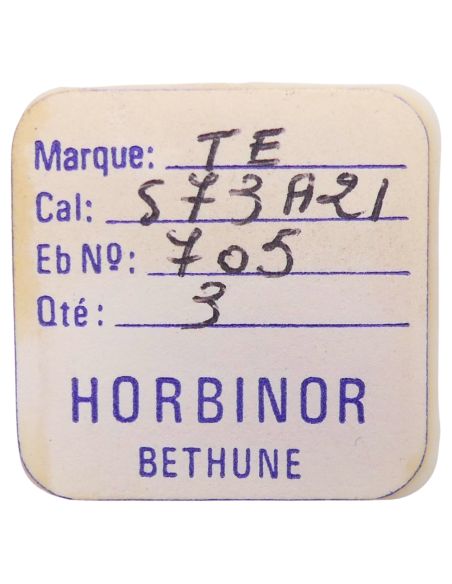 Marque: TE
Cal: S73A21
Eb Nº: 705
Qté: 3
HORBINOR
BETHUNE